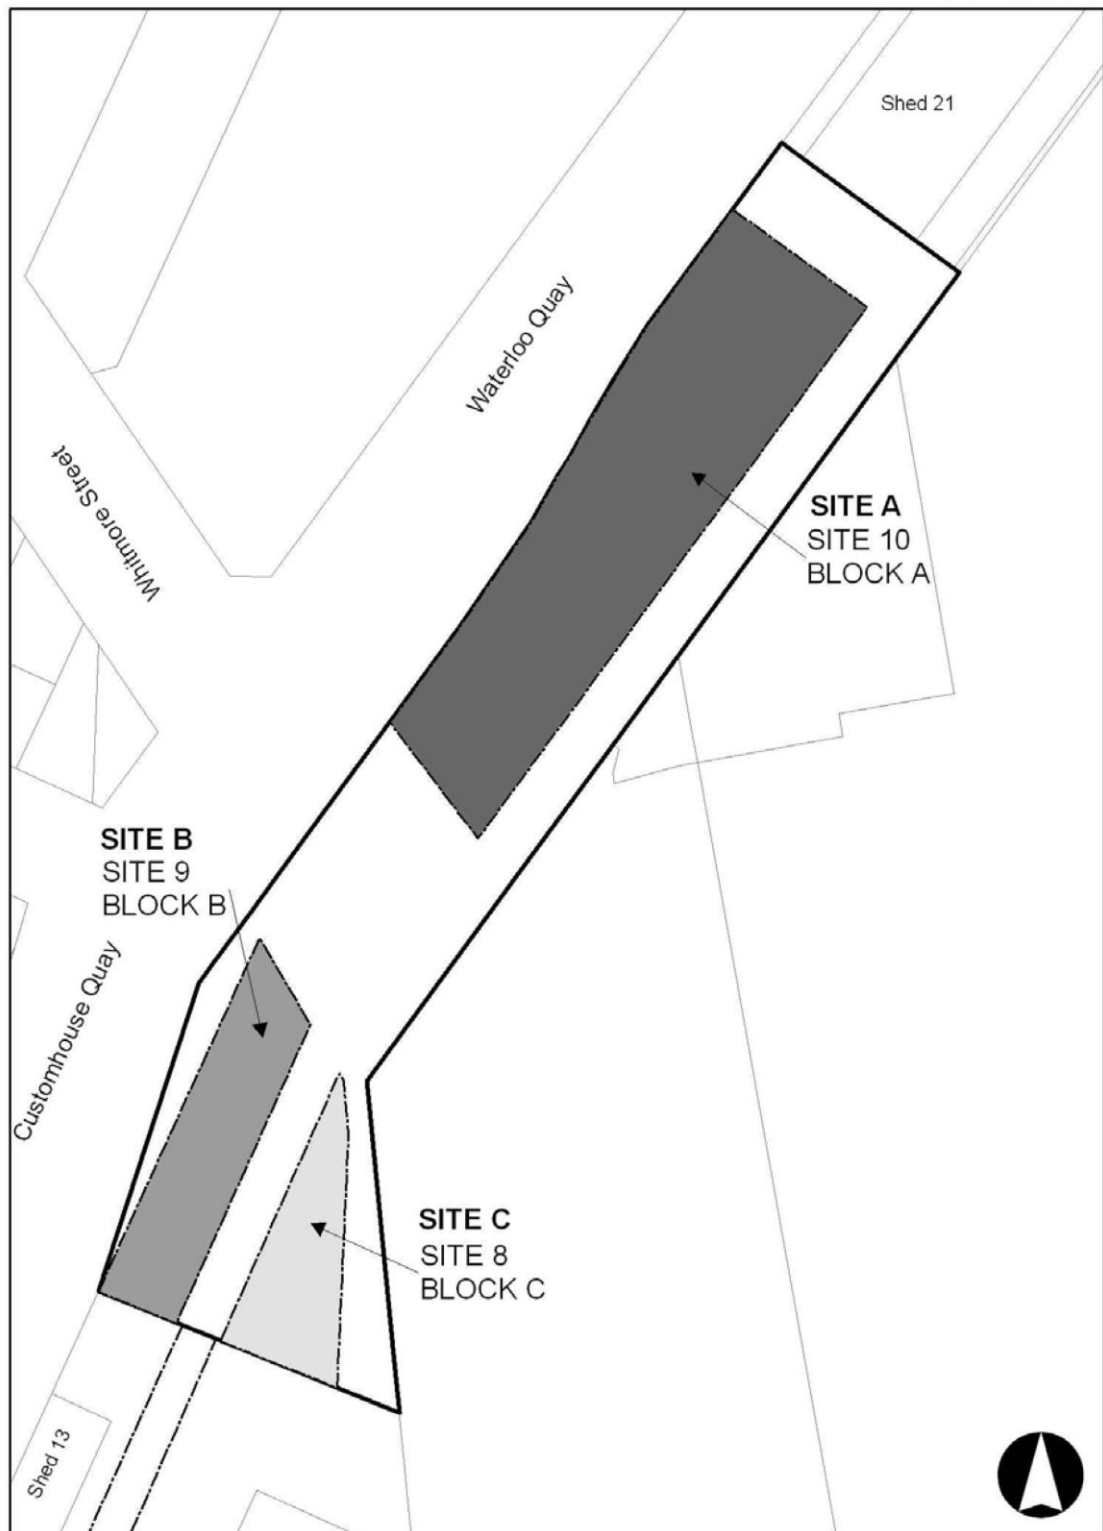 Shed 21
Waterloo Quay
Whitmore Street
SITE A
SITE 10
BLOCK A
SITE B
SITE 9
BLOCK B
Customhouse Quay
SITE C
SITE 8
BLOCK C
Shed 13